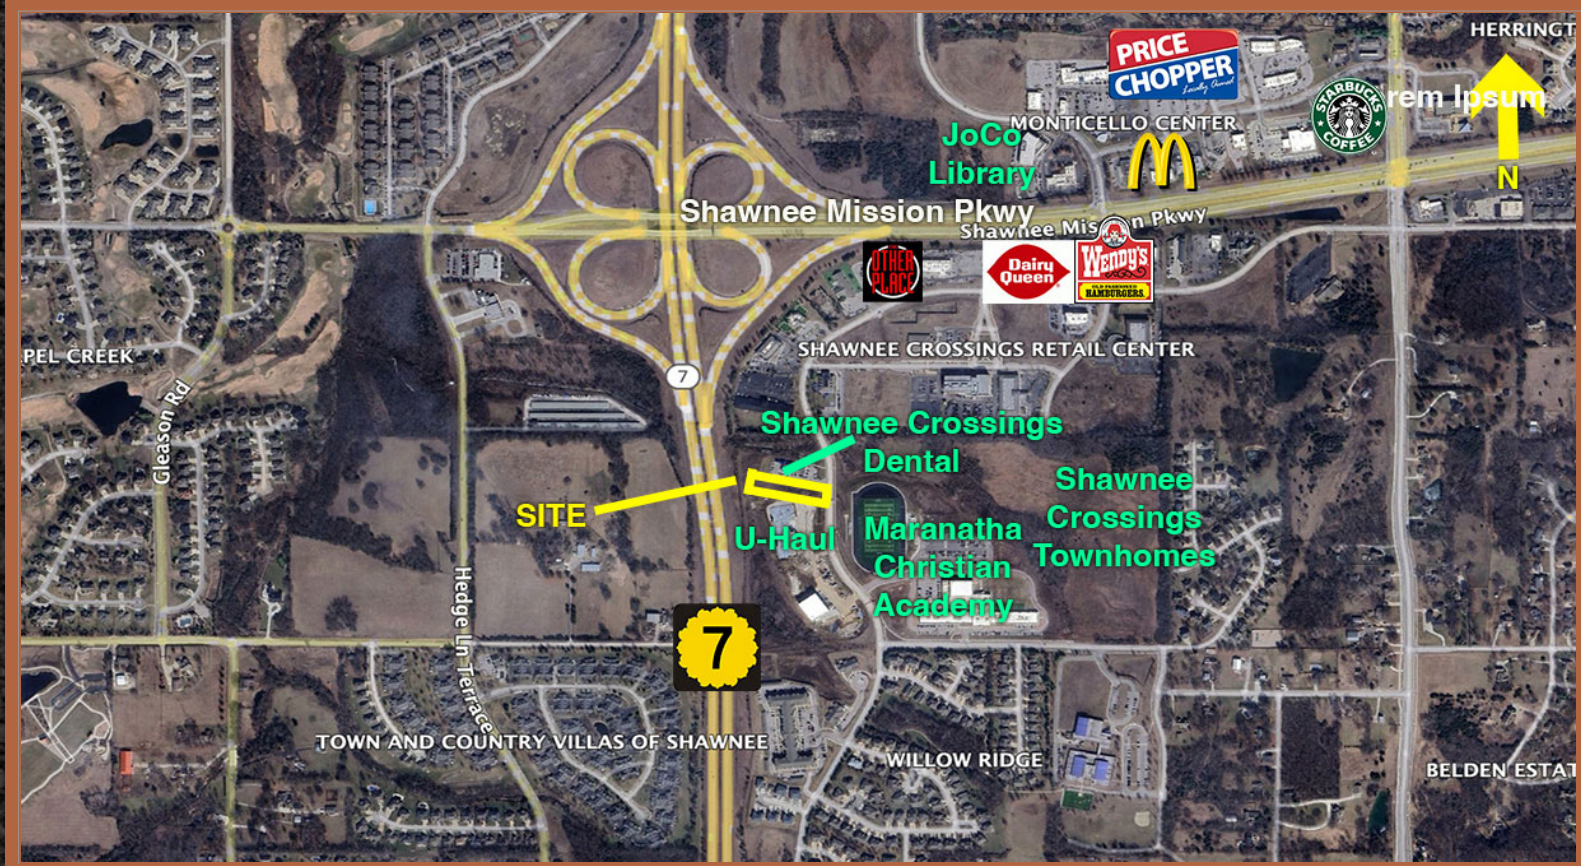 HERRINGT
PRICE
CHOPPER
Locally Owned
STARBUCKS
COFFEE
rem Ipsum
MONTICELLO CENTER
JoCo
Library
N
Shawnee Mission Pkwy
Shawnee Mis n Pkwy
OTHER
PLACE
Dairy
Queen
WENDY'S
OLD FASHIONED
HAMBURGERS
SHAWNEE CROSSINGS RETAIL CENTER
PEL CREEK
7
Gleason Rd
Shawnee Crossings
Dental
Shawnee
Crossings
Townhomes
SITE
U-Haul
Maranatha
Christian
Academy
Hedge Ln Terrace
7
TOWN AND COUNTRY VILLAS OF SHAWNEE
WILLOW RIDGE
BELDEN ESTAT